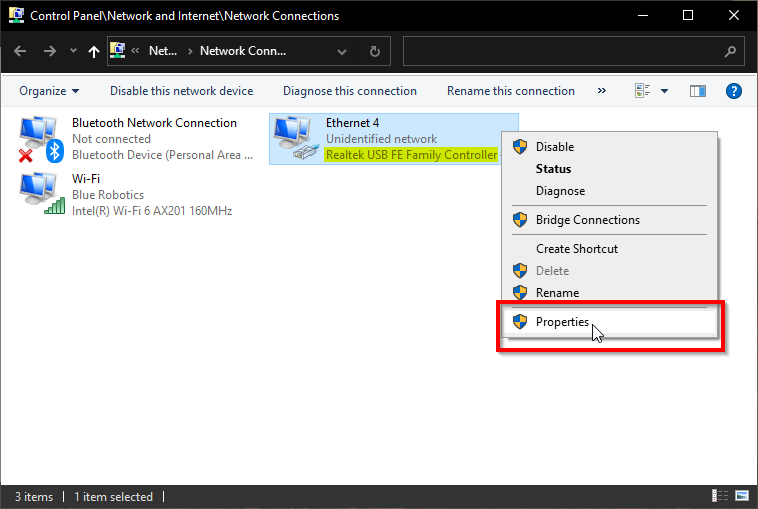 Control Panel\Network and Internet\Network Connections
Net... Network Conn...
Organize Disable this network device Diagnose this connection Rename this connection »
Bluetooth Network Connection
Not connected
Bluetooth Device (Personal Area ...
Ethernet 4
Unidentified network
Realtek USB FE Family Controller
Wi-Fi
Blue Robotics
Intel(R) Wi-Fi 6 AX201 160MHz
Disable
Status
Diagnose
Bridge Connections
Create Shortcut
Delete
Rename
Properties
3 items 1 item selected